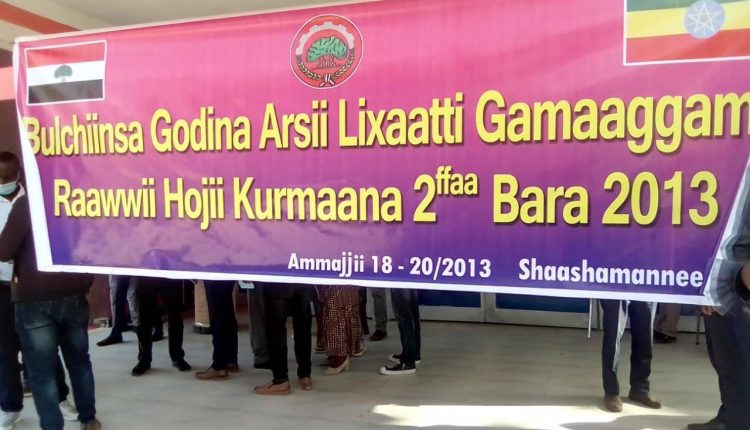 Bulchiinsa Godina Arsii Lixaatti Gamaaggam
Raawwii Hojii Kurmaana 2ffaa Bara 2013
Ammajjii 18 - 20/2013 Shaashamannee